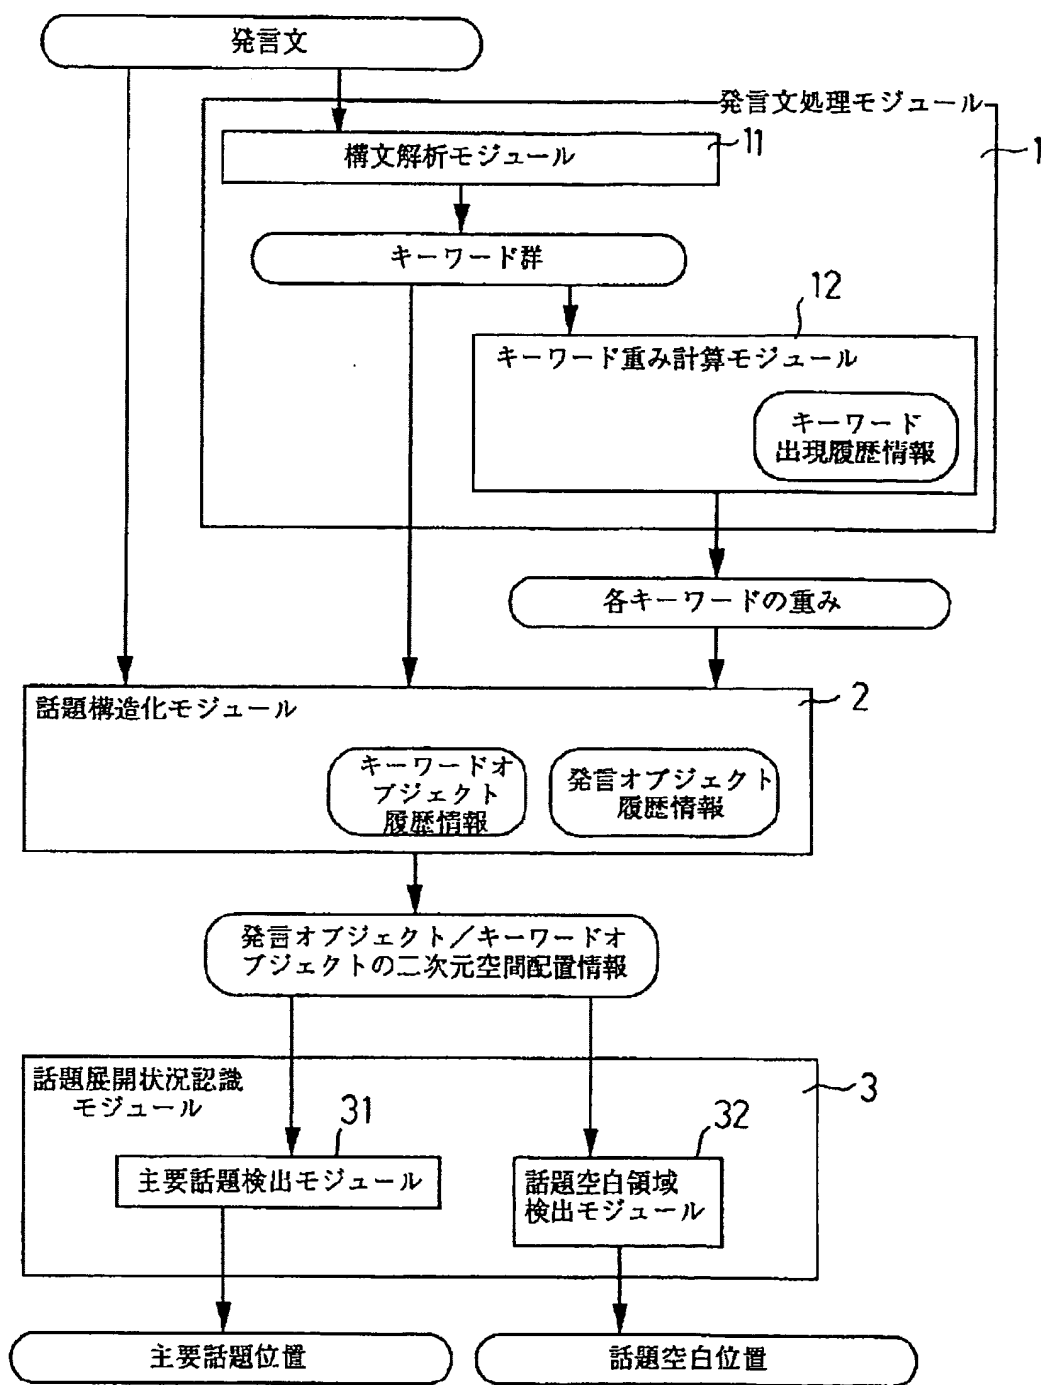 発言文
発言文処理モジュール
1
構文解析モジュール
11
キーワード群
12
キーワード重み計算モジュール
キーワード
出現履歴情報
各キーワードの重み
話題構造化モジュール
2
キーワードオ
ブジェクト
履歴情報
発言オブジェクト
履歴情報
発言オブジェクト／キーワードオ
ブジェクトの二次元空間配置情報
話題展開状況認識
モジュール
3
31
主要話題検出モジュール
32
話題空白領域
検出モジュール
主要話題位置
話題空白位置